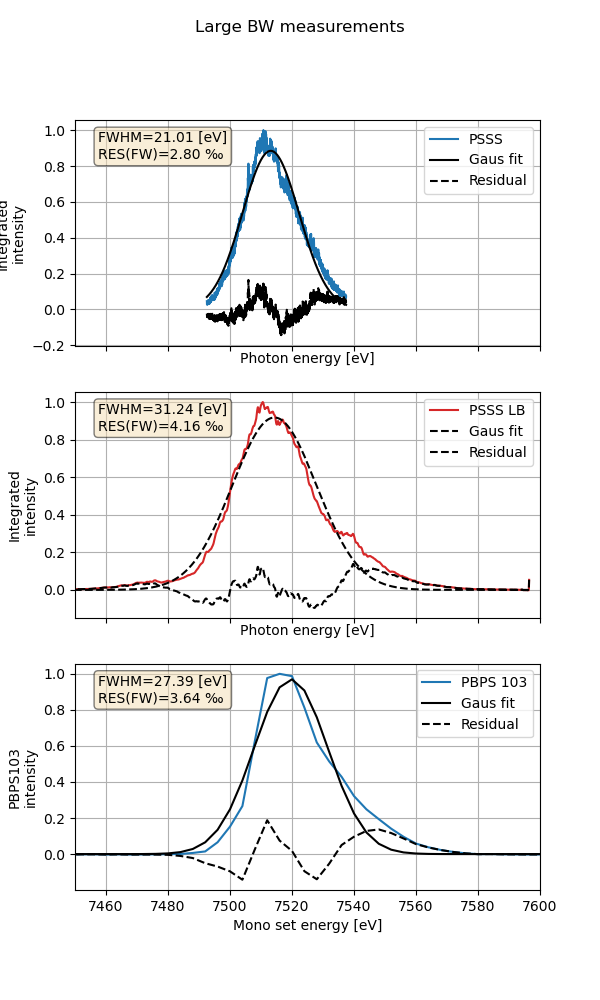 Large BW measurements
FWHM=21.01 [eV]
RES(FW)=2.80 ‰
PSSS
Gaus fit
Residual
1.0
0.8
0.6
0.4
0.2
0.0
−0.2
Integrated
intensity
Photon energy [eV]
FWHM=31.24 [eV]
RES(FW)=4.16 ‰
PSSS LB
Gaus fit
Residual
1.0
0.8
0.6
0.4
0.2
0.0
Integrated
intensity
Photon energy [eV]
FWHM=27.39 [eV]
RES(FW)=3.64 ‰
PBPS 103
Gaus fit
Residual
1.0
0.8
0.6
0.4
0.2
0.0
PBPS103
intensity
7460 7480 7500 7520 7540 7560 7580 7600
Mono set energy [eV]